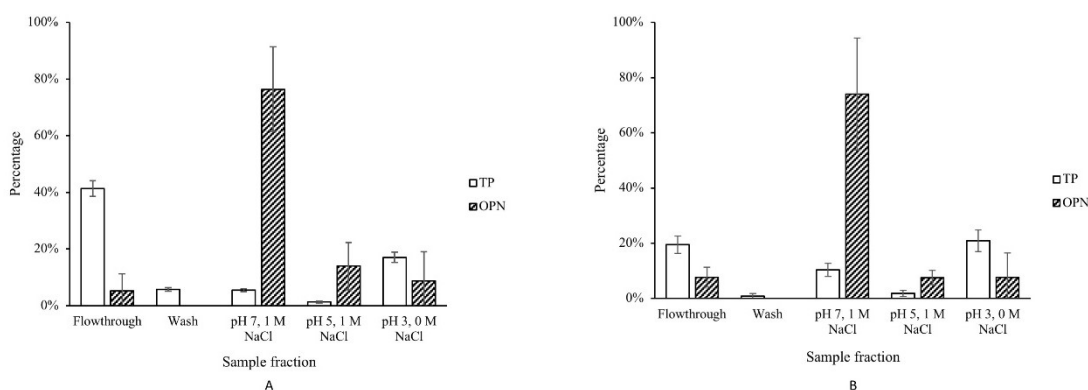 100%
80%
60%
40%
20%
0%
Percentage
Flowthrough
Wash
pH 7, 1 M
NaCl
pH 5, 1 M
NaCl
pH 3, 0 M
NaCl
Sample fraction
TP
OPN
A
100%
80%
60%
40%
20%
0%
Percentage
Flowthrough
Wash
pH 7, 1 M
NaCl
pH 5, 1 M
NaCl
pH 3, 0 M
NaCl
Sample fraction
TP
OPN
B